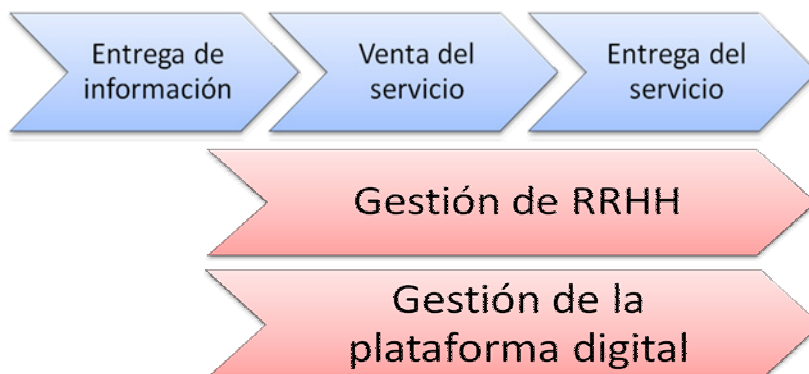 Entrega de
información
Venta del
servicio
Entrega del
servicio
Gestión de RRHH
Gestión de la
plataforma digital